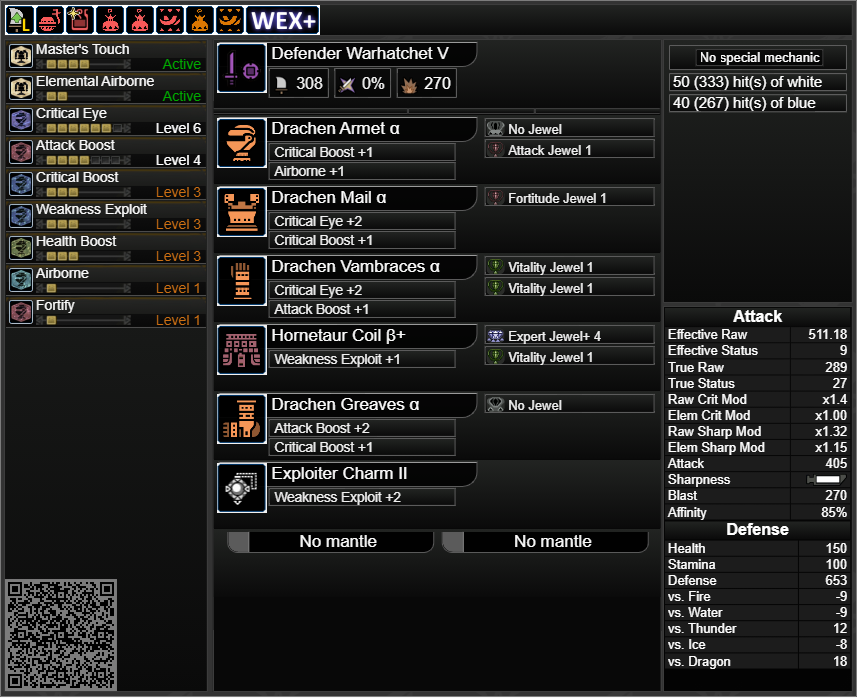 L
WEX+
Master's Touch
Active
Elemental Airborne
Active
Critical Eye
Level 6
Attack Boost
Level 4
Critical Boost
Level 3
Weakness Exploit
Level 3
Health Boost
Level 3
Airborne
Level 1
Fortify
Level 1
Defender Warhatchet V
308 0% 270
Drachen Armet α
Critical Boost +1
Airborne +1
No Jewel
Attack Jewel 1
Drachen Mail α
Critical Eye +2
Critical Boost +1
Fortitude Jewel 1
Drachen Vambraces α
Critical Eye +2
Attack Boost +1
Vitality Jewel 1
Vitality Jewel 1
Hornetaur Coil β+
Weakness Exploit +1
Expert Jewel+ 4
Vitality Jewel 1
Drachen Greaves α
Attack Boost +2
Critical Boost +1
No Jewel
Exploiter Charm II
Weakness Exploit +2
No mantle
No mantle
No special mechanic
50 (333) hit(s) of white
40 (267) hit(s) of blue
Attack
Effective Raw 511.18
Effective Status 9
True Raw 289
True Status 27
Raw Crit Mod x1.4
Elem Crit Mod x1.00
Raw Sharp Mod x1.32
Elem Sharp Mod x1.15
Attack 405
Sharpness
Blast 270
Affinity 85%
Defense
Health 150
Stamina 100
Defense 653
vs. Fire -9
vs. Water -9
vs. Thunder 12
vs. Ice -8
vs. Dragon 18